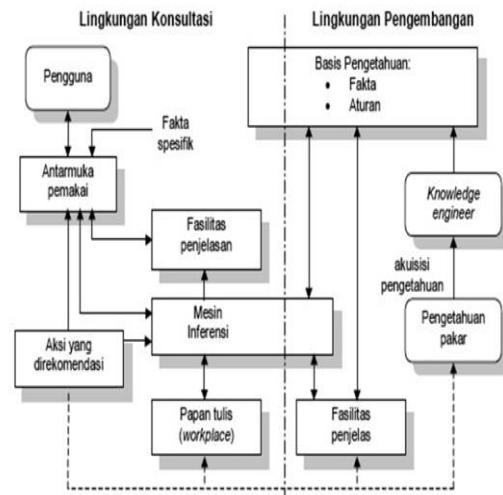 Lingkungan Konsultasi
Lingkungan Pengembangan
Pengguna
Basis Pengetahuan:
• Fakta
• Aturan
Fakta
spesifik
Antarmuka
pemakai
Knowledge
engineer
Fasilitas
penjelasan
akuisisi
pengetahuan
Mesin
Inferensi
Pengetahuan
pakar
Aksi yang
direkomendasi
Papan tulis
(workplace)
Fasilitas
penjelas